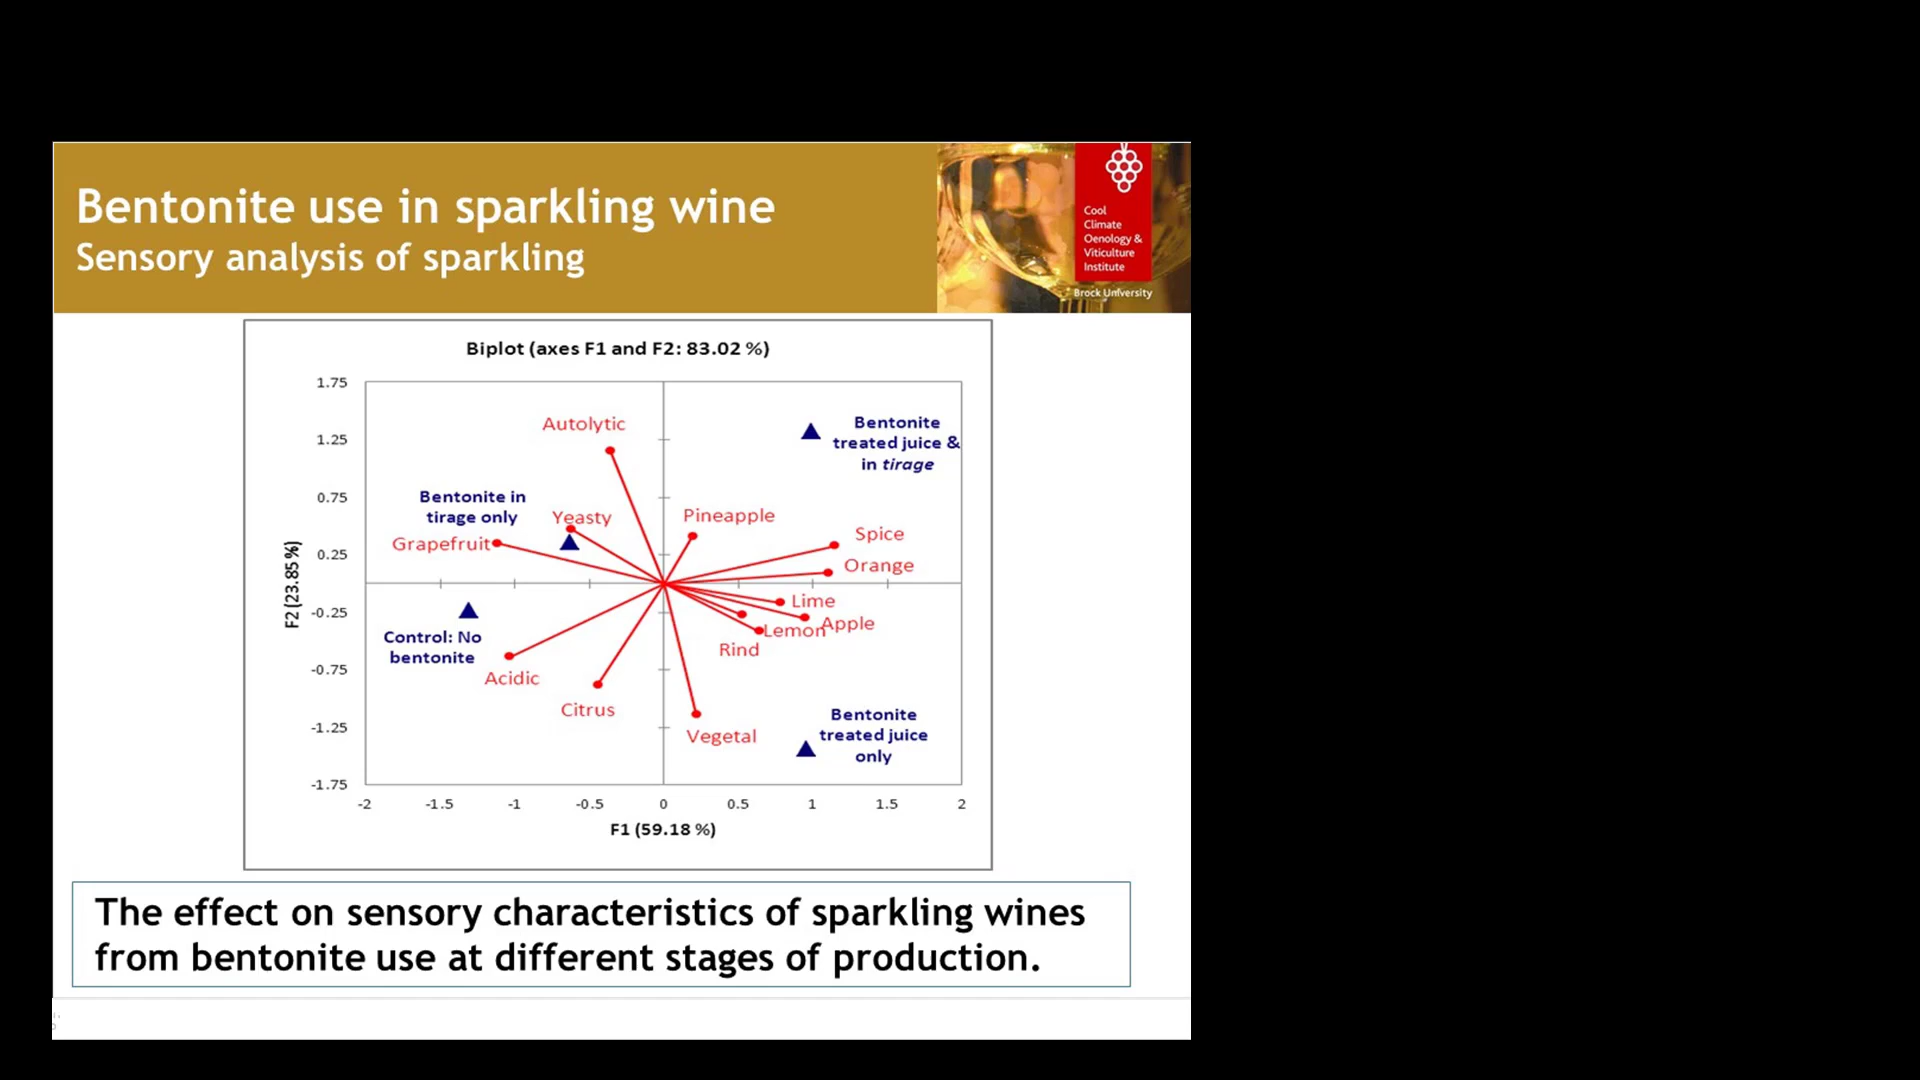 Bentonite use in sparkling wine
Sensory analysis of sparkling
Cool
Climate
Oenology &
Viticulture
Institute
Brock University
Biplot (axes F1 and F2: 83.02 %)
1.75
1.25
0.75
0.25
-0.25
-0.75
-1.25
-1.75
F2 (23.85 %)
Autolytic
Bentonite
treated juice &
in tirage
Bentonite in
tirage only
Yeasty
Pineapple
Grapefruit
Spice
Orange
Lime
Apple
Lemon
Rind
Control: No
bentonite
Acidic
Citrus
Vegetal
Bentonite
treated juice
only
-2
-1.5
-1
-0.5
0
0.5
1
1.5
2
F1 (59.18 %)
The effect on sensory characteristics of sparkling wines
from bentonite use at different stages of production.